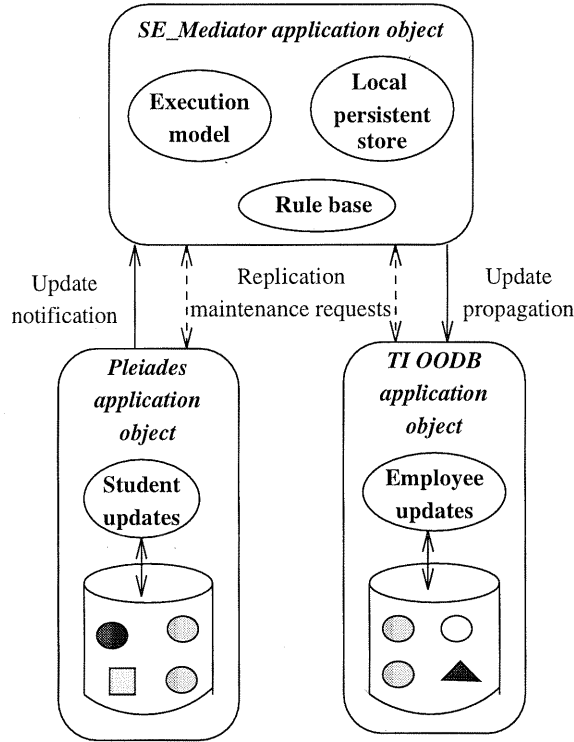 SE_Mediator application object
Execution
model
Local
persistent
store
Rule base
Update
notification
Replication
maintenance requests
Update
propagation
Pleiades
application
object
Student
updates
TI OODB
application
object
Employee
updates